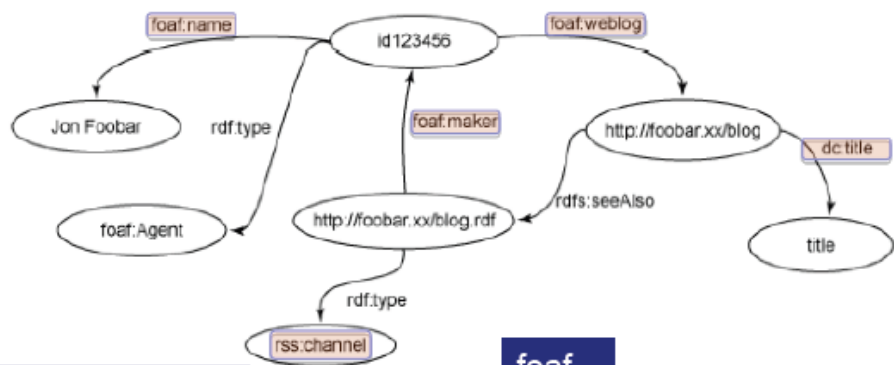 foaf:name
id123456
foaf:weblog
Jon Foobar
rdf:type
foaf:maker
http://foobar.xx/blog
dc:title
rdfs:seeAlso
foaf:Agent
http://foobar.xx/blog.rdf
title
rdf:type
rss:channel
foaf